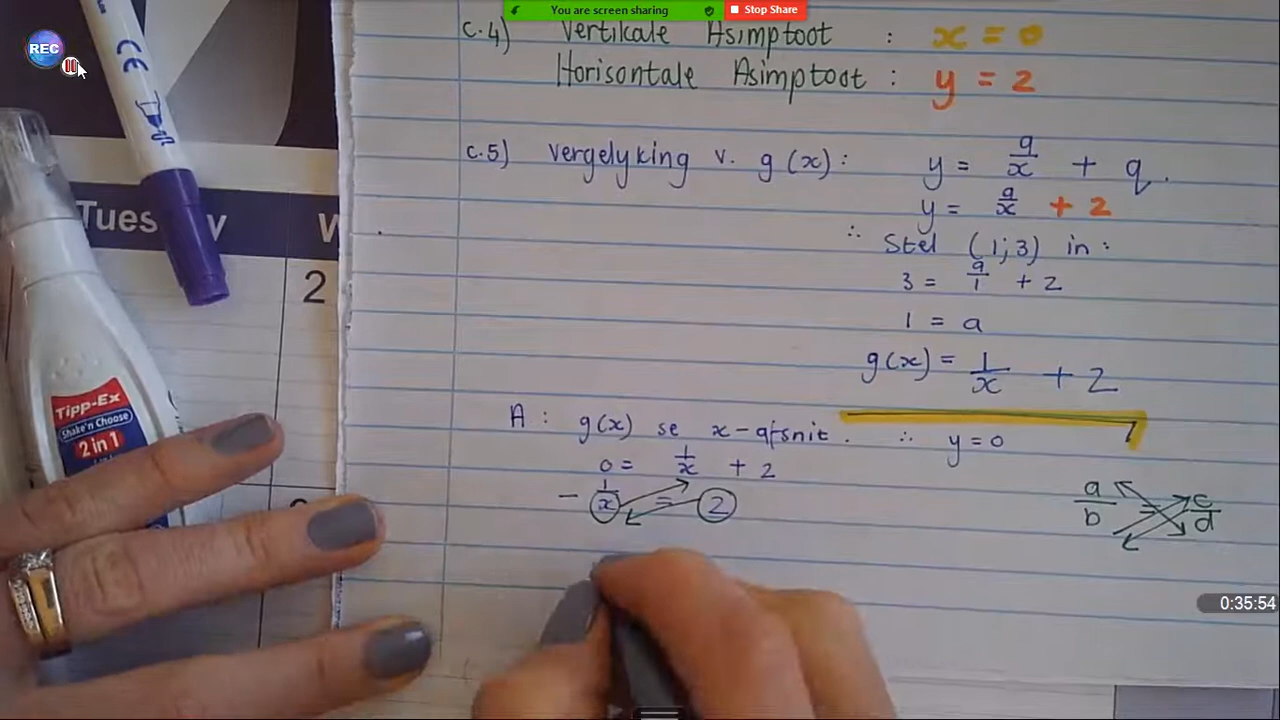 You are screen sharing Stop Share
REC
c.4) Vertikale Asimptoot : x = 0
Horisontale Asimptoot : y = 2
c.5) Vergelyking v. g(x): y = a/x + q.
y = a/x + 2
∴ Stel (1;3) in :
3 = a/1 + 2
1 = a
g(x) = 1/x + 2
A : g(x) se x-afsnit. ∴ y = 0
0 = 1/x + 2
- 1/x = 2
a/b = c/d
CE
Tues y W
2
Tipp-Ex
Shake'n Choose
2 in 1
0:35:54